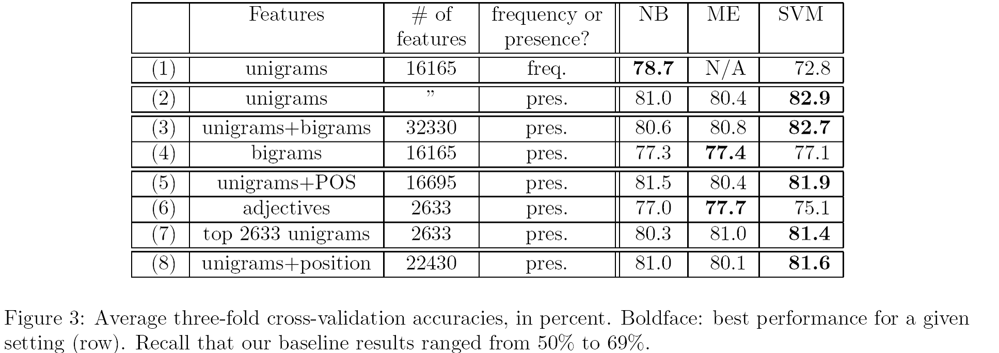 Features # of frequency or NB ME SVM
features presence?
(1) unigrams 16165 freq. 78.7 N/A 72.8
(2) unigrams ” pres. 81.0 80.4 82.9
(3) unigrams+bigrams 32330 pres. 80.6 80.8 82.7
(4) bigrams 16165 pres. 77.3 77.4 77.1
(5) unigrams+POS 16695 pres. 81.5 80.4 81.9
(6) adjectives 2633 pres. 77.0 77.7 75.1
(7) top 2633 unigrams 2633 pres. 80.3 81.0 81.4
(8) unigrams+position 22430 pres. 81.0 80.1 81.6
Figure 3: Average three-fold cross-validation accuracies, in percent. Boldface: best performance for a given
setting (row). Recall that our baseline results ranged from 50% to 69%.